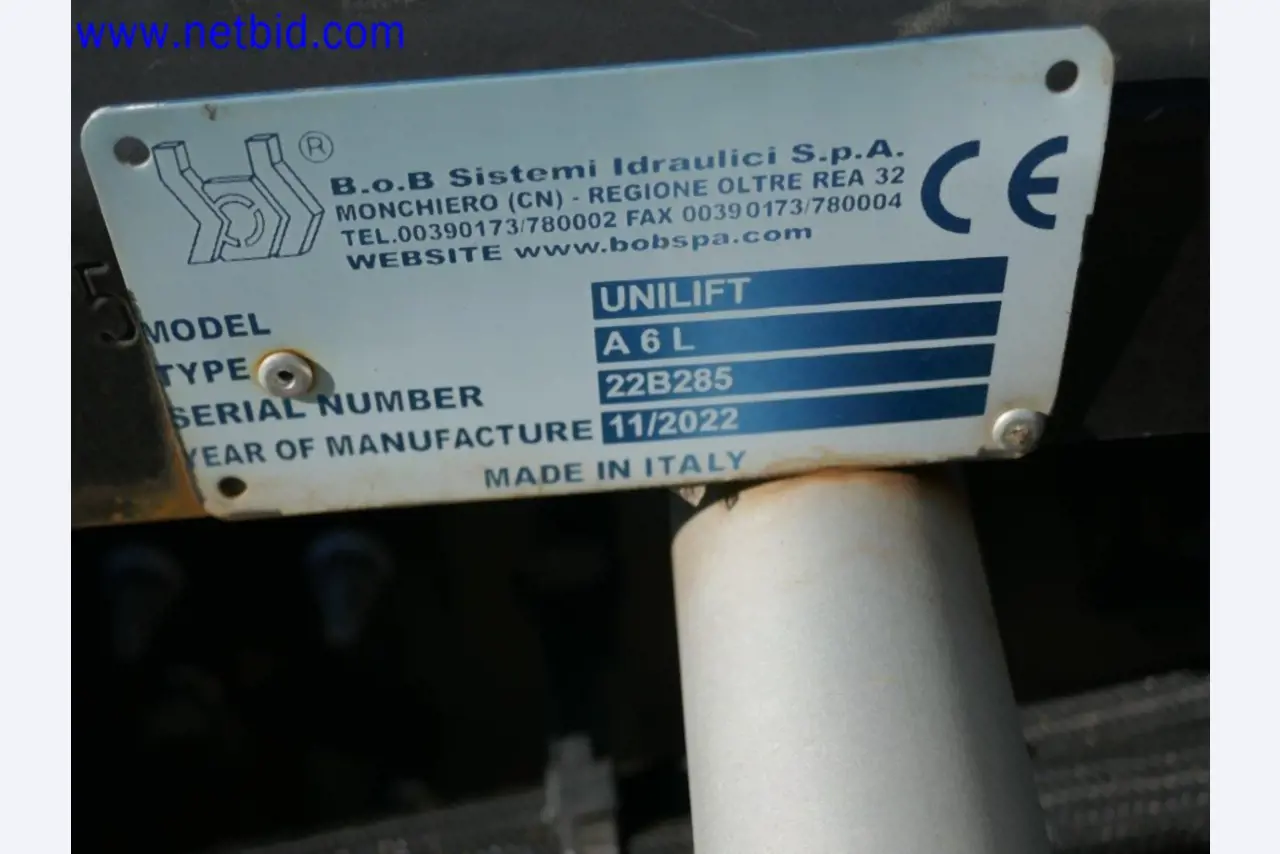 www.netbid.com
®
B.o.B Sistemi Idraulici S.p.A.
MONCHIERO (CN) - REGIONE OLTRE REA 32
TEL.00390173/780002 FAX 00390173/780004
WEBSITE www.bobspa.com
CE
MODEL UNILIFT
TYPE A 6 L
SERIAL NUMBER 22B285
YEAR OF MANUFACTURE 11/2022
MADE IN ITALY
5